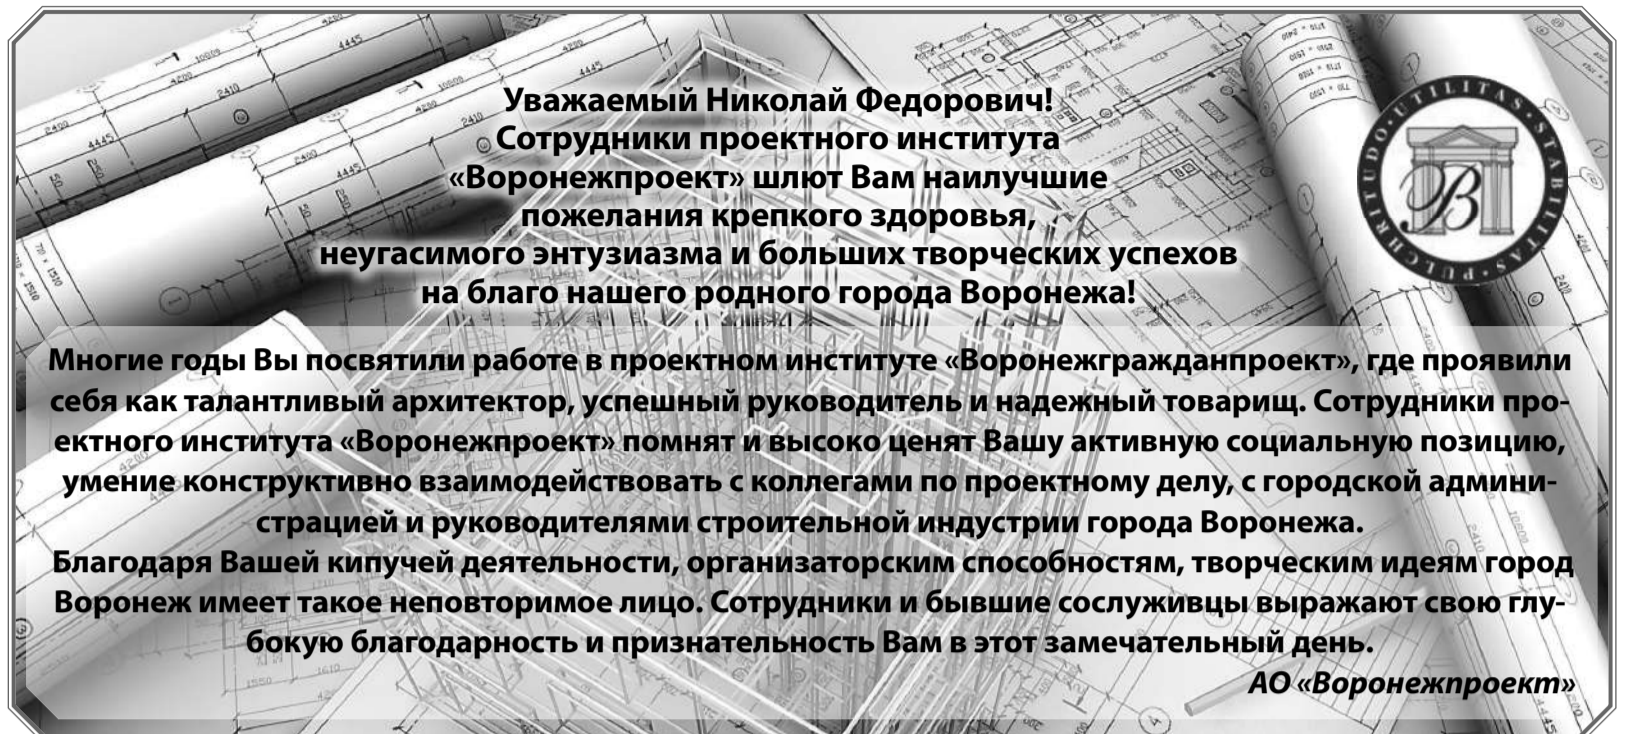 Уважаемый Николай Федорович!
Сотрудники проектного института
«Воронежпроект» шлют Вам наилучшие
пожелания крепкого здоровья,
неугасимого энтузиазма и больших творческих успехов
на благо нашего родного города Воронежа!
PULCHRITUDO • UTILITAS • STABILITAS
В
Многие годы Вы посвятили работе в проектном институте «Воронежгражданпроект», где проявили
себя как талантливый архитектор, успешный руководитель и надежный товарищ. Сотрудники про-
ектного института «Воронежпроект» помнят и высоко ценят Вашу активную социальную позицию,
умение конструктивно взаимодействовать с коллегами по проектному делу, с городской админи-
страцией и руководителями строительной индустрии города Воронежа.
Благодаря Вашей кипучей деятельности, организаторским способностям, творческим идеям город
Воронеж имеет такое неповторимое лицо. Сотрудники и бывшие сослуживцы выражают свою глу-
бокую благодарность и признательность Вам в этот замечательный день.
АО «Воронежпроект»